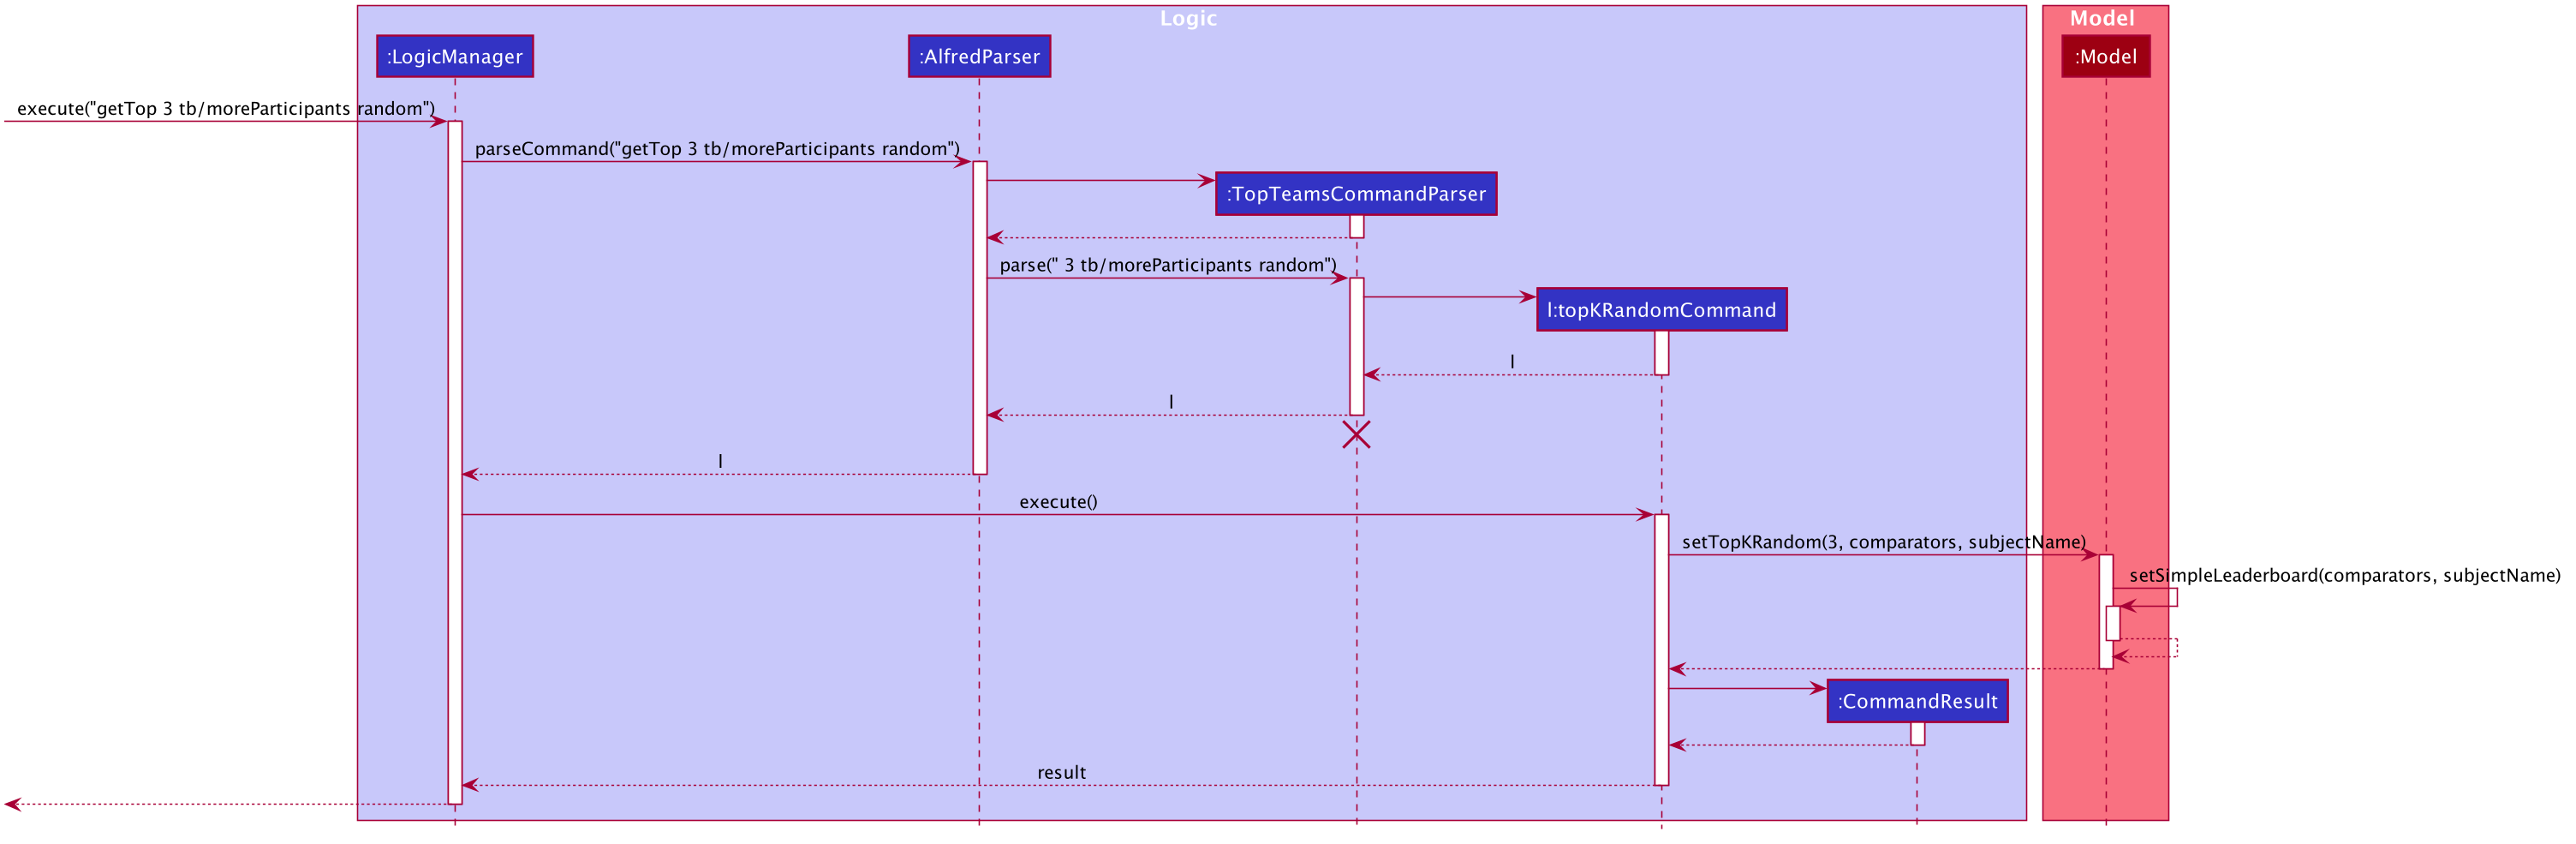 Logic
Model
:LogicManager
:AlfredParser
:Model
execute("getTop 3 tb/moreParticipants random")
parseCommand("getTop 3 tb/moreParticipants random")
:TopTeamsCommandParser
parse(" 3 tb/moreParticipants random")
l:topKRandomCommand
l
l
l
execute()
setTopKRandom(3, comparators, subjectName)
setSimpleLeaderboard(comparators, subjectName)
:CommandResult
result